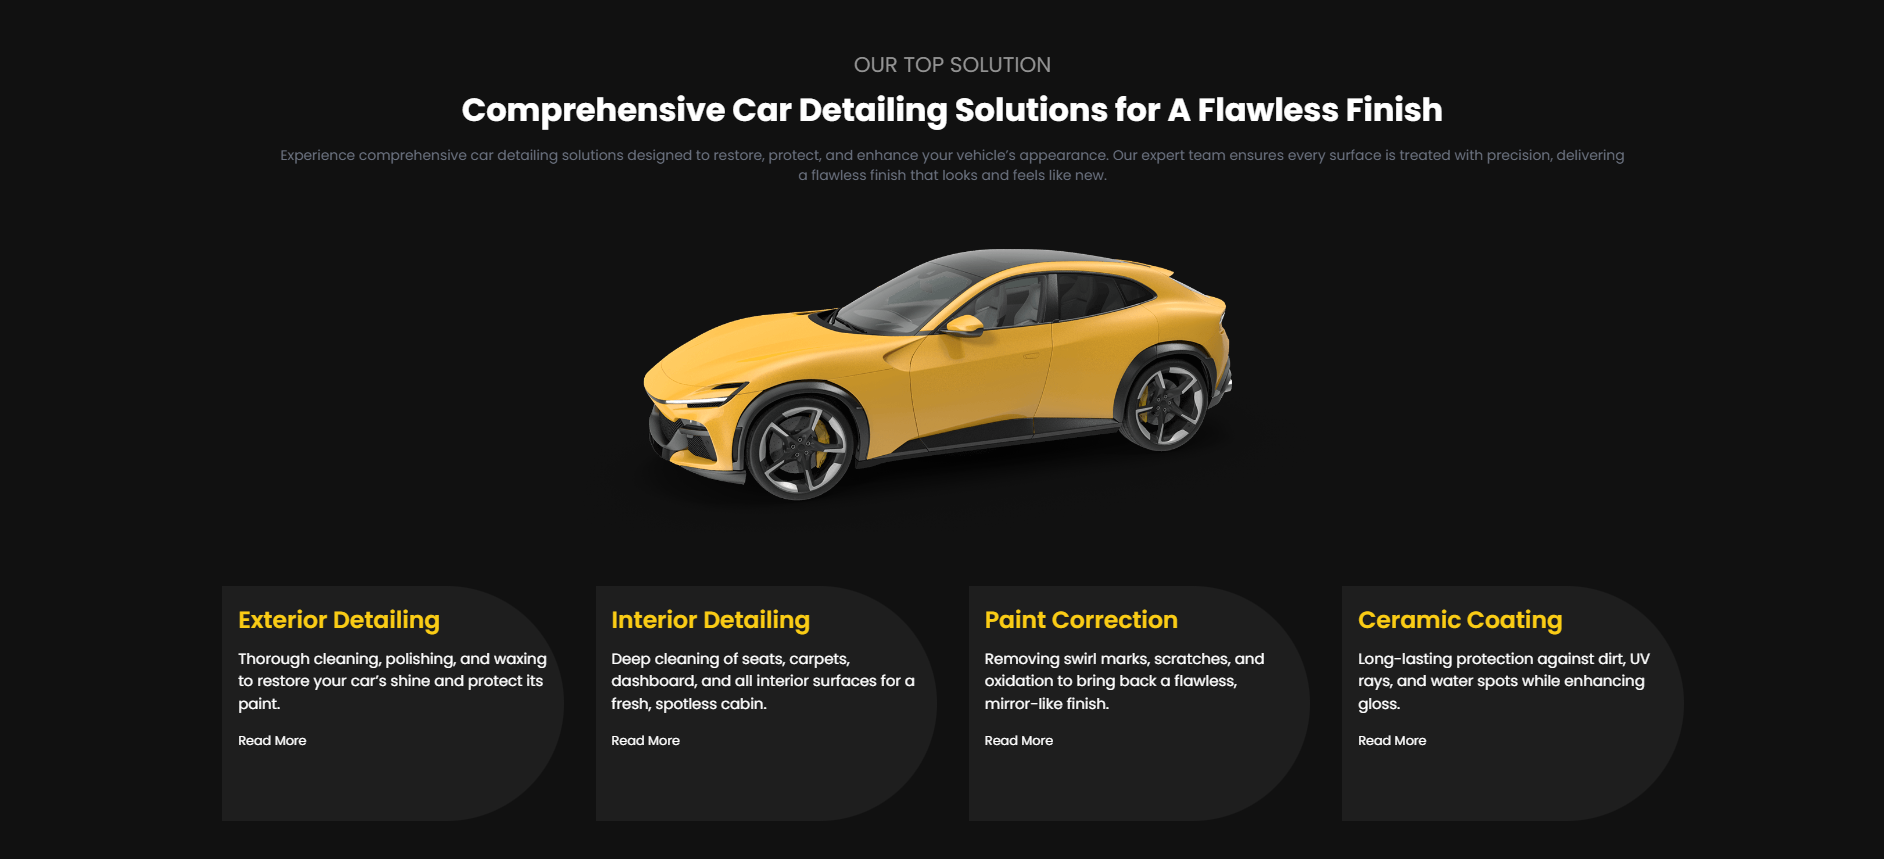 OUR TOP SOLUTION
Comprehensive Car Detailing Solutions for A Flawless Finish
Experience comprehensive car detailing solutions designed to restore, protect, and enhance your vehicle’s appearance. Our expert team ensures every surface is treated with precision, delivering
a flawless finish that looks and feels like new.
Exterior Detailing
Thorough cleaning, polishing, and waxing
to restore your car’s shine and protect its
paint.
Read More
Interior Detailing
Deep cleaning of seats, carpets,
dashboard, and all interior surfaces for a
fresh, spotless cabin.
Read More
Paint Correction
Removing swirl marks, scratches, and
oxidation to bring back a flawless,
mirror-like finish.
Read More
Ceramic Coating
Long-lasting protection against dirt, UV
rays, and water spots while enhancing
gloss.
Read More